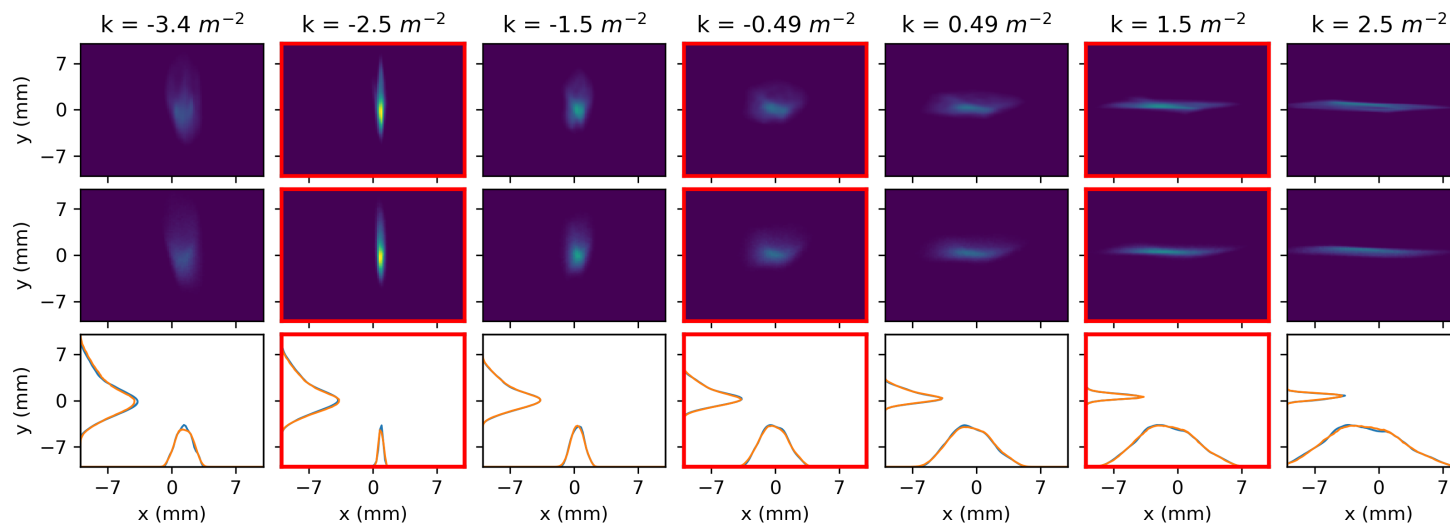 k = -3.4 m⁻² k = -2.5 m⁻² k = -1.5 m⁻² k = -0.49 m⁻² k = 0.49 m⁻² k = 1.5 m⁻² k = 2.5 m⁻²
y (mm)
7
0
−7
y (mm)
7
0
−7
y (mm)
7
0
−7
−7 0 7 −7 0 7 −7 0 7 −7 0 7 −7 0 7 −7 0 7 −7 0 7
x (mm) x (mm) x (mm) x (mm) x (mm) x (mm) x (mm)